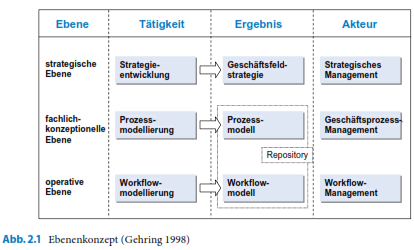 Ebene Tätigkeit Ergebnis Akteur
strategische Ebene
Strategie-
entwicklung
Geschäftsfeld-
strategie
Strategisches
Management
fachlich-
konzeptionelle
Ebene
Prozess-
modellierung
Prozess-
modell
Geschäftsprozess-
Management
Repository
operative
Ebene
Workflow-
modellierung
Workflow-
modell
Workflow-
Management
Abb. 2.1 Ebenenkonzept (Gehring 1998)